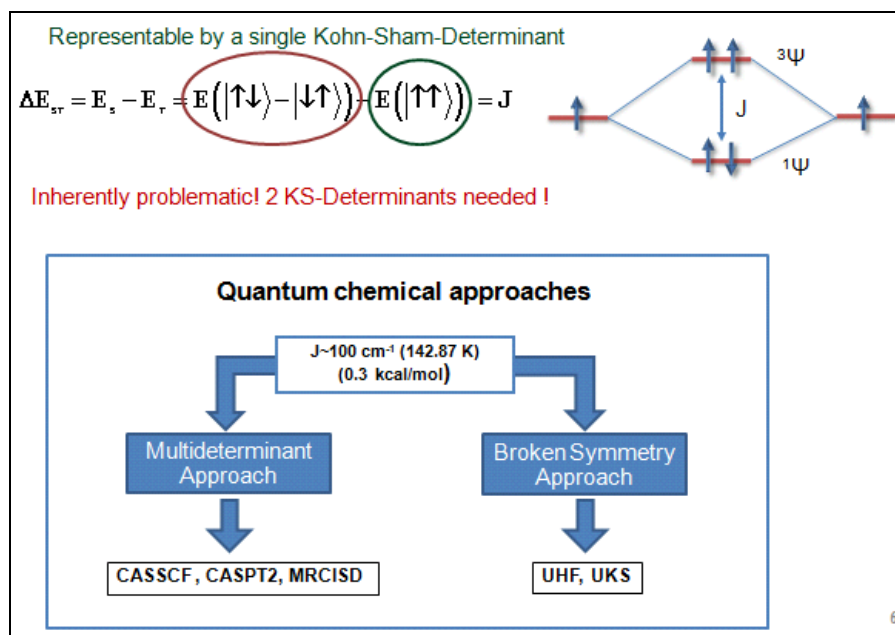 Representable by a single Kohn-Sham-Determinant
ΔE_ST = E_S − E_T = E(|↑↓⟩−|↓↑⟩)−E(|↑↑⟩) = J
³Ψ
J
¹Ψ
Inherently problematic! 2 KS-Determinants needed !
Quantum chemical approaches
J~100 cm⁻¹ (142.87 K)
(0.3 kcal/mol)
Multideterminant
Approach
Broken Symmetry
Approach
CASSCF, CASPT2, MRCISD
UHF, UKS